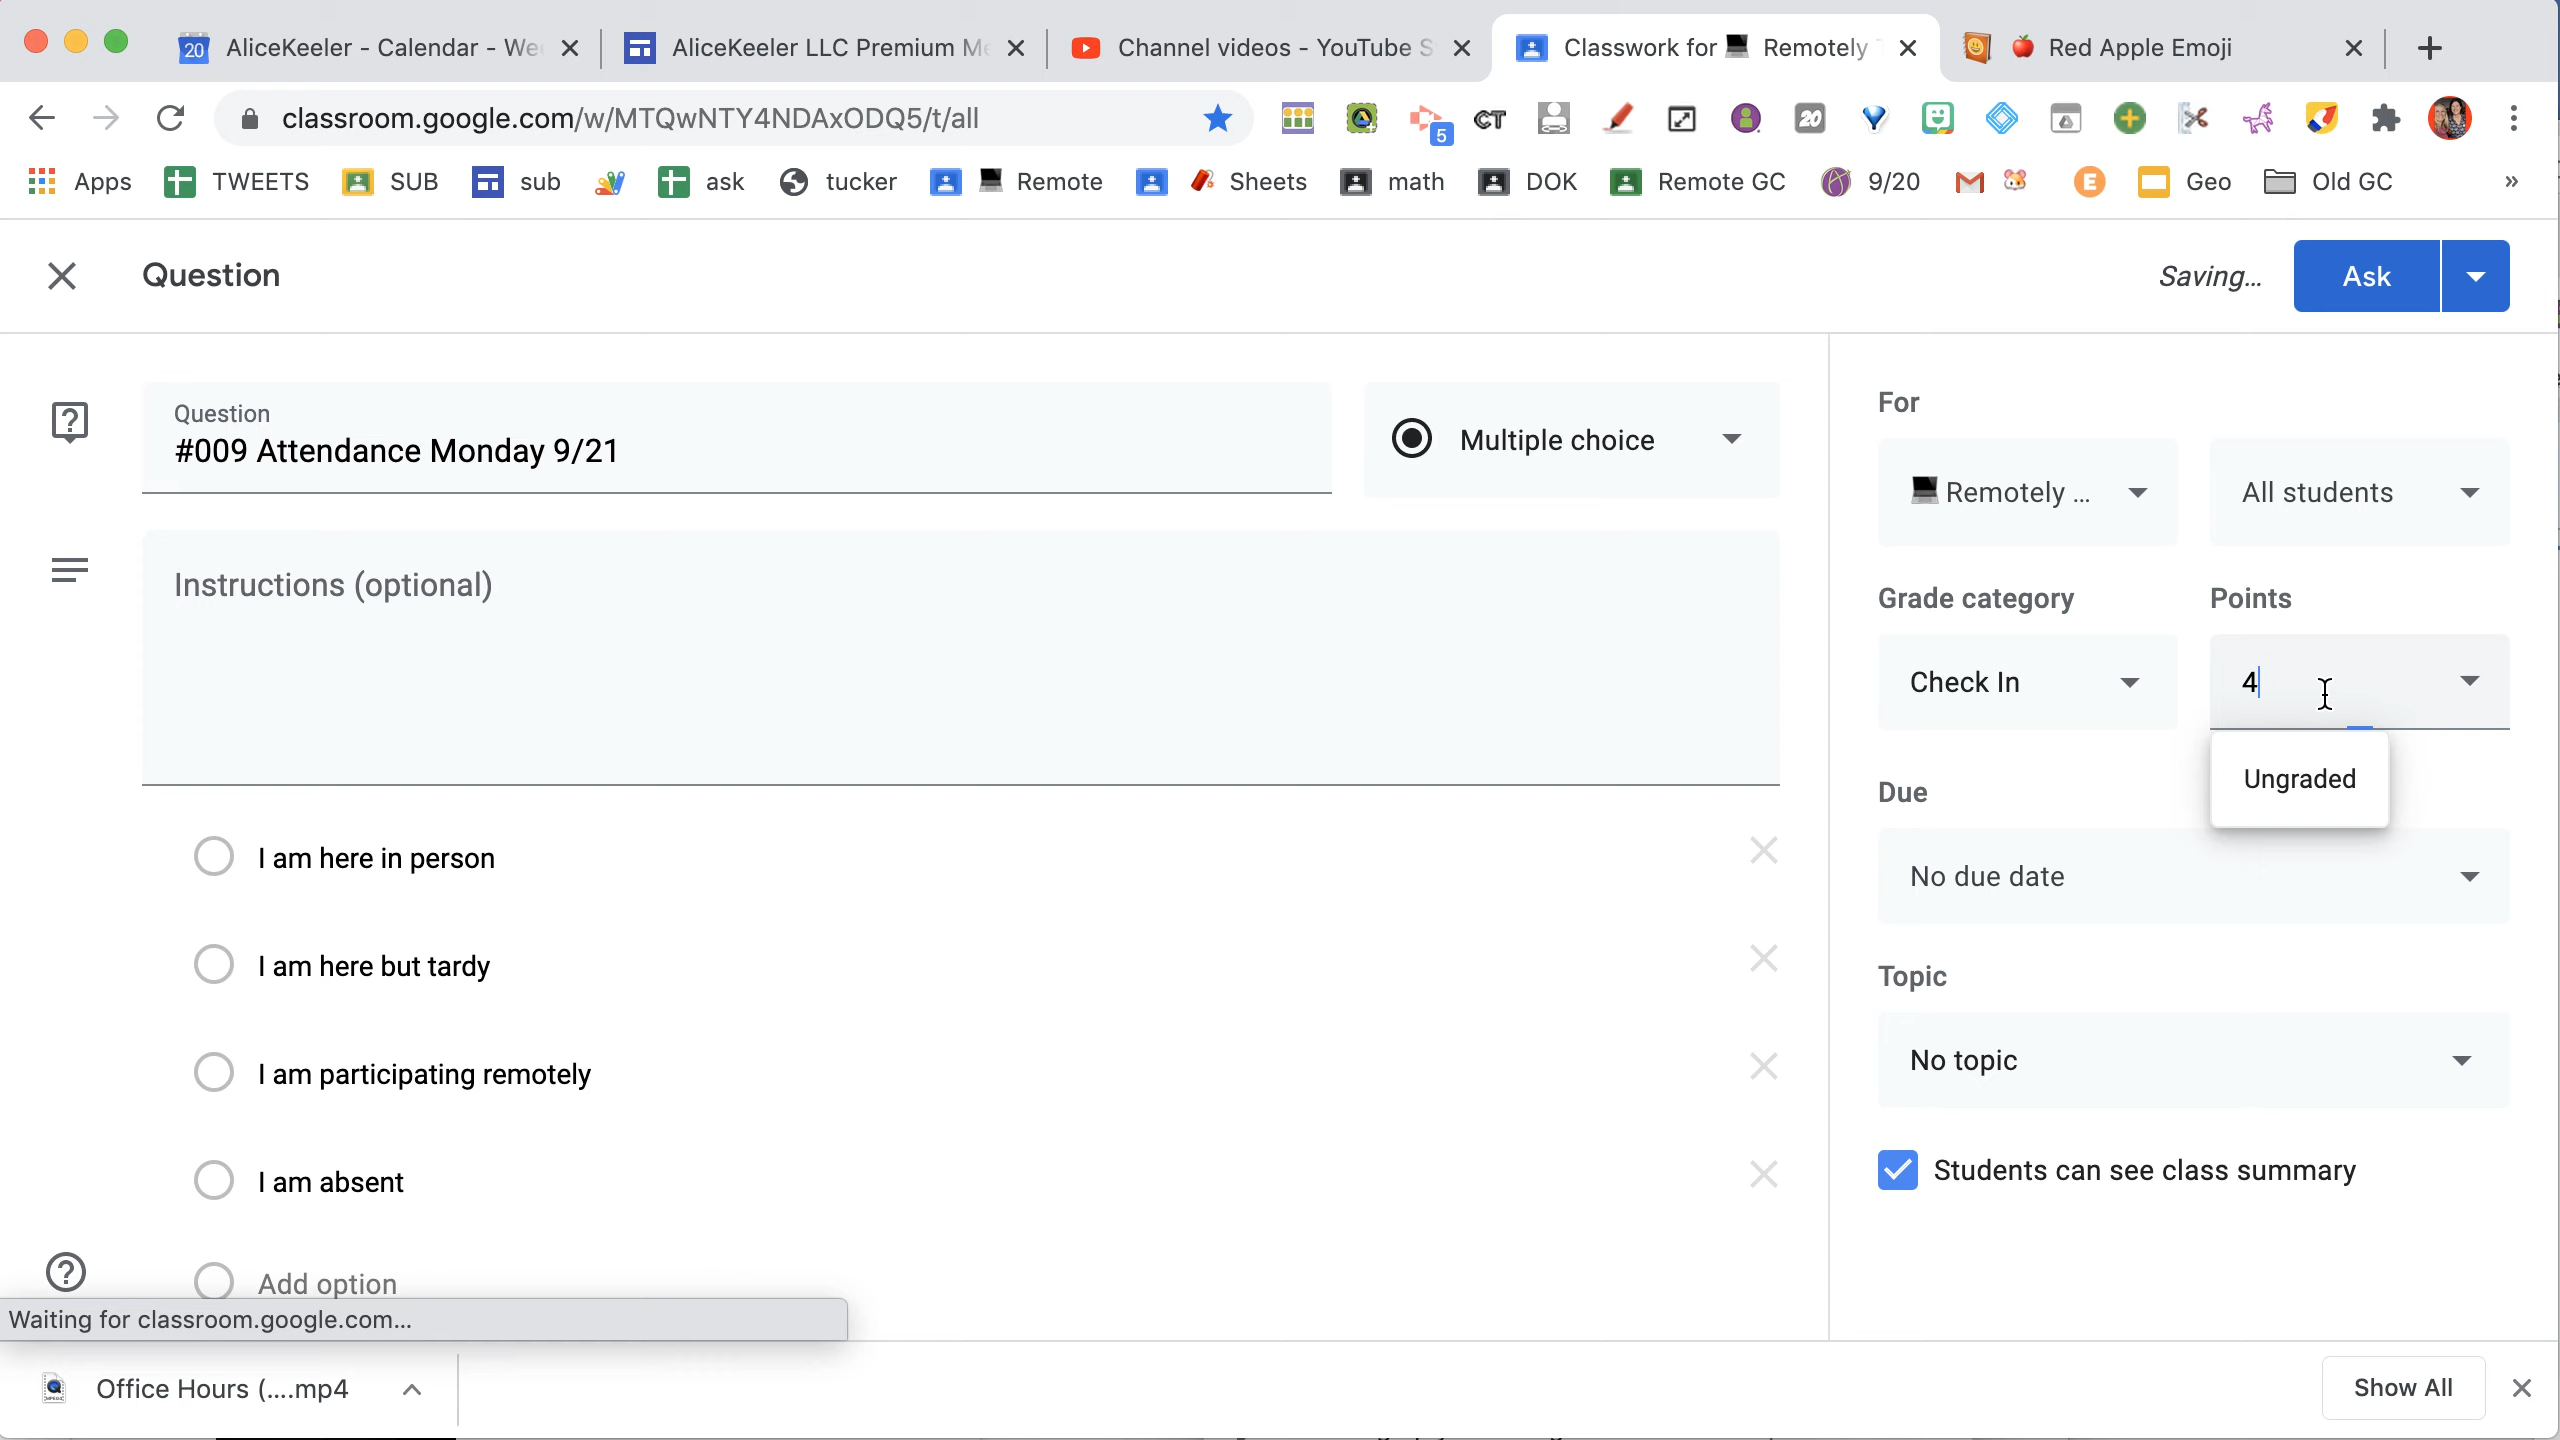 20 AliceKeeler - Calendar - We
AliceKeeler LLC Premium Me
Channel videos - YouTube S
Classwork for 💻 Remotely T
🍎 Red Apple Emoji
classroom.google.com/w/MTQwNTY4NDAxODQ5/t/all
5
CT
20
Apps
TWEETS
SUB
sub
ask
tucker
💻 Remote
Sheets
math
DOK
Remote GC
9/20
E
Geo
Old GC
»
Question
Saving...
Ask
Question
#009 Attendance Monday 9/21
Multiple choice
Instructions (optional)
I am here in person
I am here but tardy
I am participating remotely
I am absent
Add option
For
💻 Remotely ...
All students
Grade category
Points
Check In
4
Ungraded
Due
No due date
Topic
No topic
Students can see class summary
Waiting for classroom.google.com...
Office Hours (....mp4
Show All